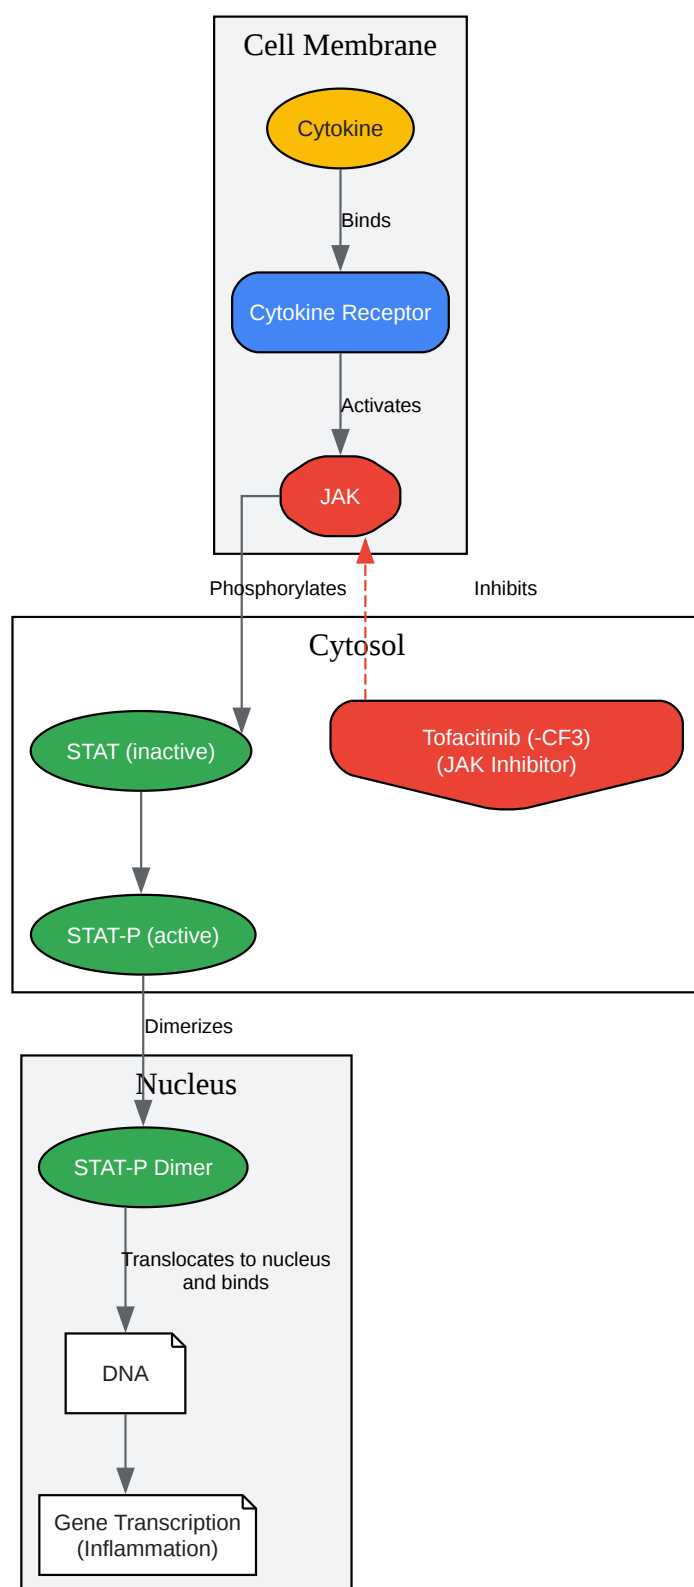 Cell Membrane
Cytokine
Binds
Cytokine Receptor
Activates
JAK
Phosphorylates
Inhibits
Cytosol
STAT (inactive)
Tofacitinib (-CF3)
(JAK Inhibitor)
STAT-P (active)
Dimerizes
Nucleus
STAT-P Dimer
Translocates to nucleus
and binds
DNA
Gene Transcription
(Inflammation)